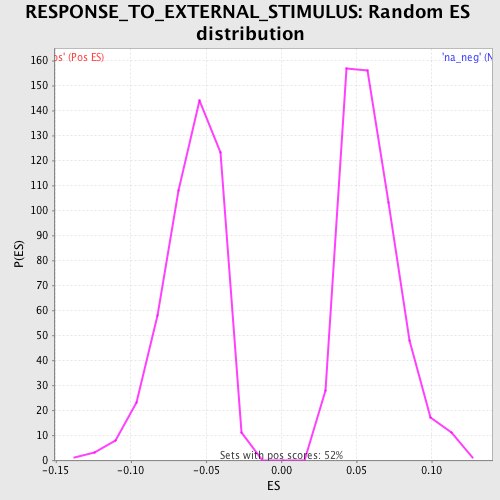 RESPONSE_TO_EXTERNAL_STIMULUS: Random ES
distribution
os' (Pos ES)
'na_neg' (N
160
150
140
130
120
110
100
90
80
70
60
50
40
30
20
10
0
P(ES)
Sets with pos scores: 52%
-0.15 -0.10 -0.05 0.00 0.05 0.10
ES